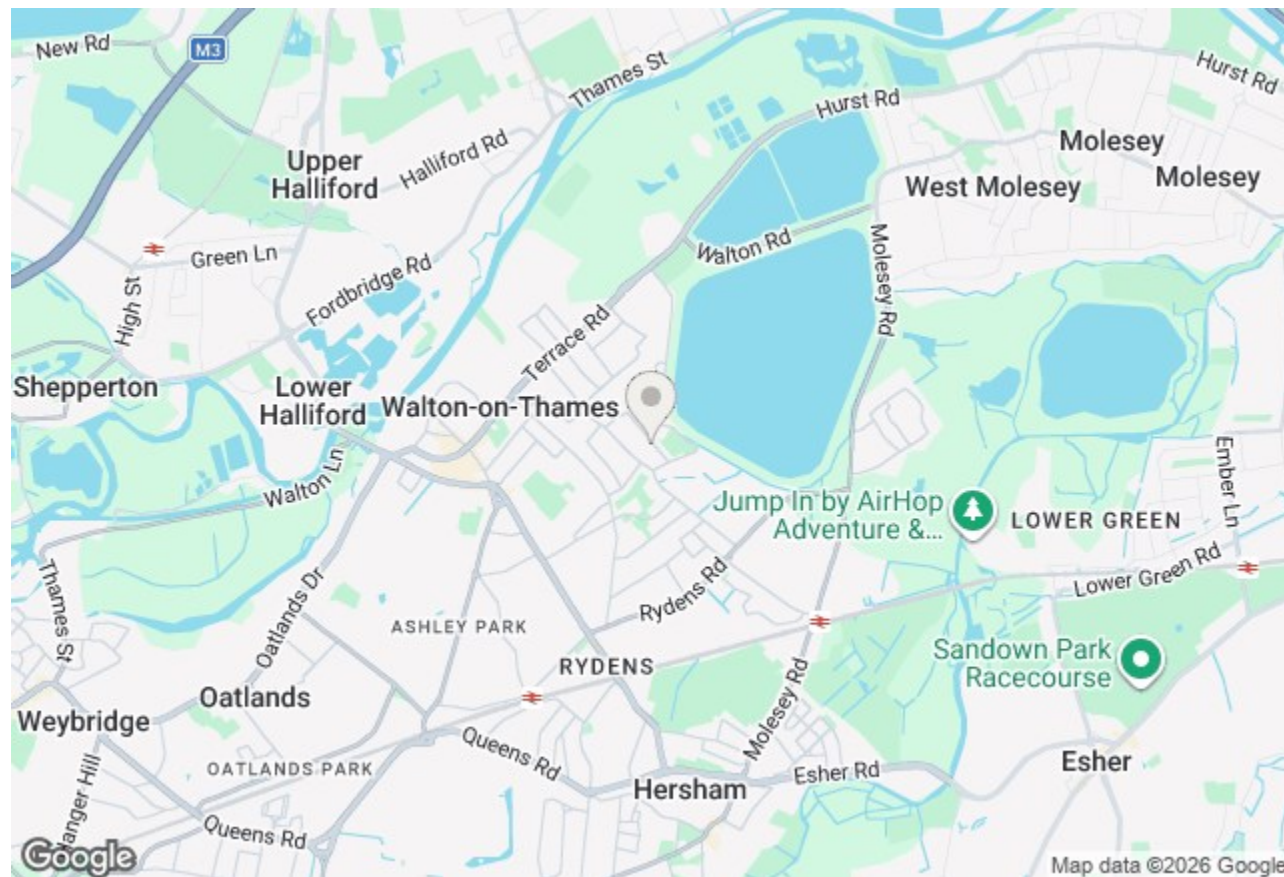 New Rd
M3
Thames St
Hurst Rd
Hurst Rd
Upper
Halliford
Halliford Rd
Molesey
West Molesey
Molesey
Green Ln
Walton Rd
Molesey Rd
High St
Fordbridge Rd
Terrace Rd
Shepperton
Lower
Halliford
Walton-on-Thames
Walton Ln
Ember Ln
Jump In by AirHop
Adventure &...
LOWER GREEN
Thames St
Oatlands Dr
Rydens Rd
Lower Green Rd
ASHLEY PARK
RYDENS
Sandown Park
Racecourse
Oatlands
Weybridge
Molesey Rd
Queens Rd
OATLANDS PARK
Hersham
Esher Rd
Esher
Hanger Hill
Queens Rd
Google
Map data ©2026 Google